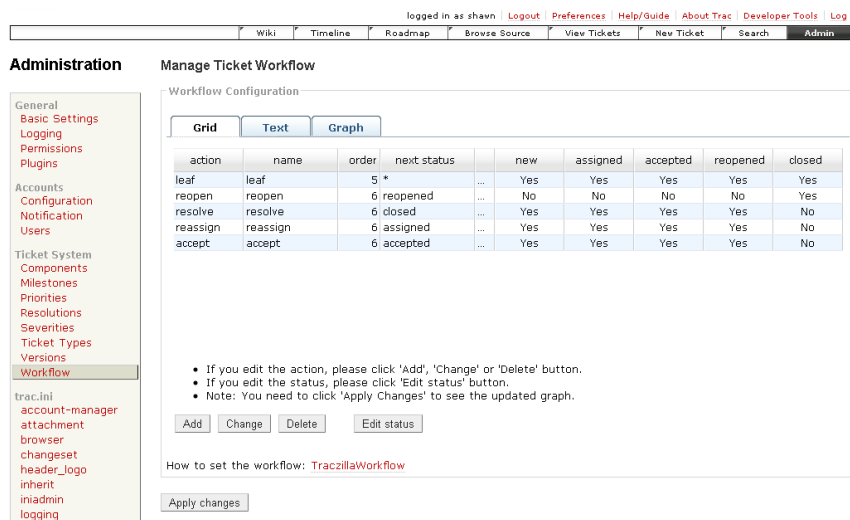 logged in as shawn | Logout | Preferences | Help/Guide | About Trac | Developer Tools | Log
Wiki Timeline Roadmap Browse Source View Tickets New Ticket Search Admin
Administration
General
Basic Settings
Logging
Permissions
Plugins
Accounts
Configuration
Notification
Users
Ticket System
Components
Milestones
Priorities
Resolutions
Severities
Ticket Types
Versions
Workflow
trac.ini
account-manager
attachment
browser
changeset
header_logo
inherit
iniadmin
logging
Manage Ticket Workflow
Workflow Configuration
Grid Text Graph
action name order next status new assigned accepted reopened closed
leaf leaf 5 * ... Yes Yes Yes Yes Yes
reopen reopen 6 reopened ... No No No No Yes
resolve resolve 6 closed ... Yes Yes Yes Yes No
reassign reassign 6 assigned ... Yes Yes Yes Yes No
accept accept 6 accepted ... Yes Yes Yes Yes No
• If you edit the action, please click 'Add', 'Change' or 'Delete' button.
• If you edit the status, please click 'Edit status' button.
• Note: You need to click 'Apply Changes' to see the updated graph.
Add Change Delete Edit status
How to set the workflow: TraczillaWorkflow
Apply changes